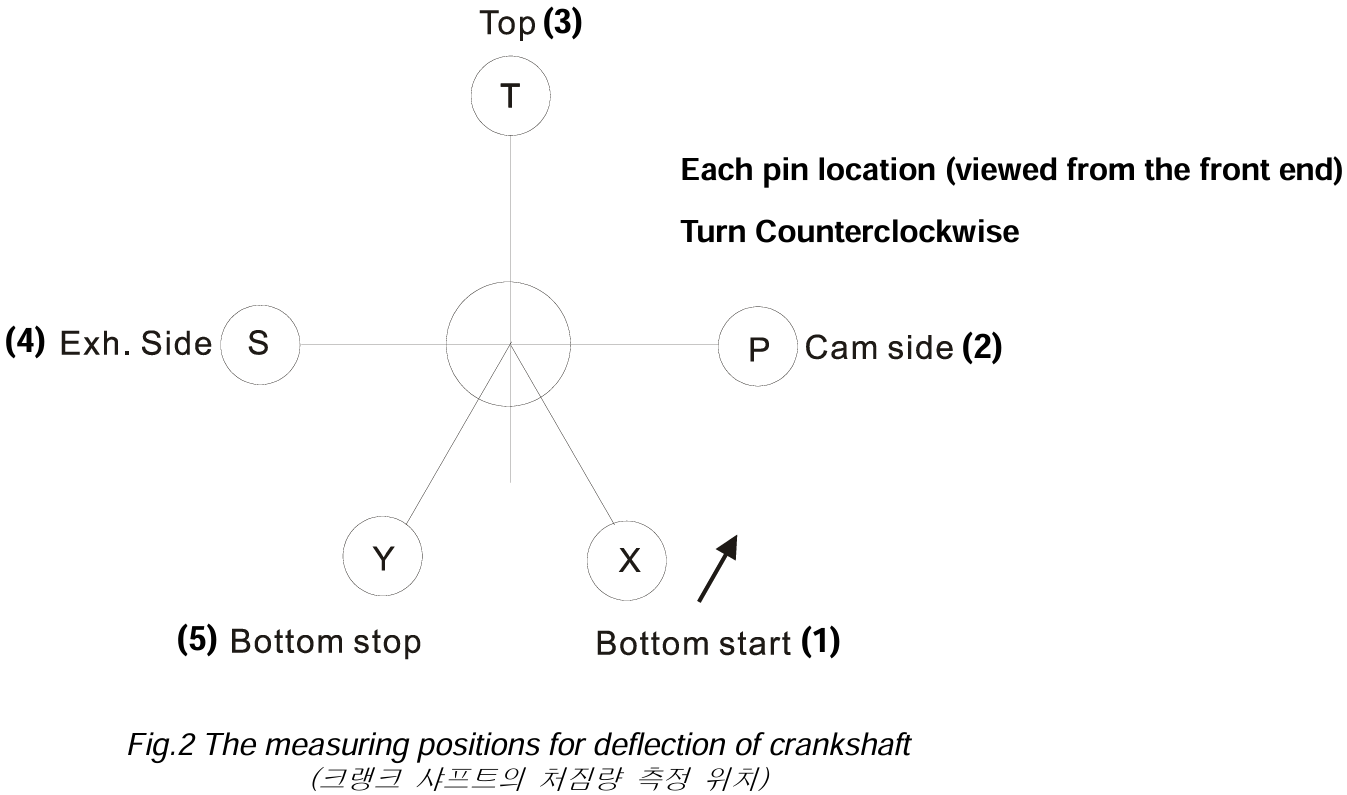 Top (3)
T
Each pin location (viewed from the front end)
Turn Counterclockwise
(4) Exh. Side
S
P
Cam side (2)
Y
X
(5) Bottom stop
Bottom start (1)
Fig.2 The measuring positions for deflection of crankshaft
(크랭크 샤프트의 처짐량 측정 위치)